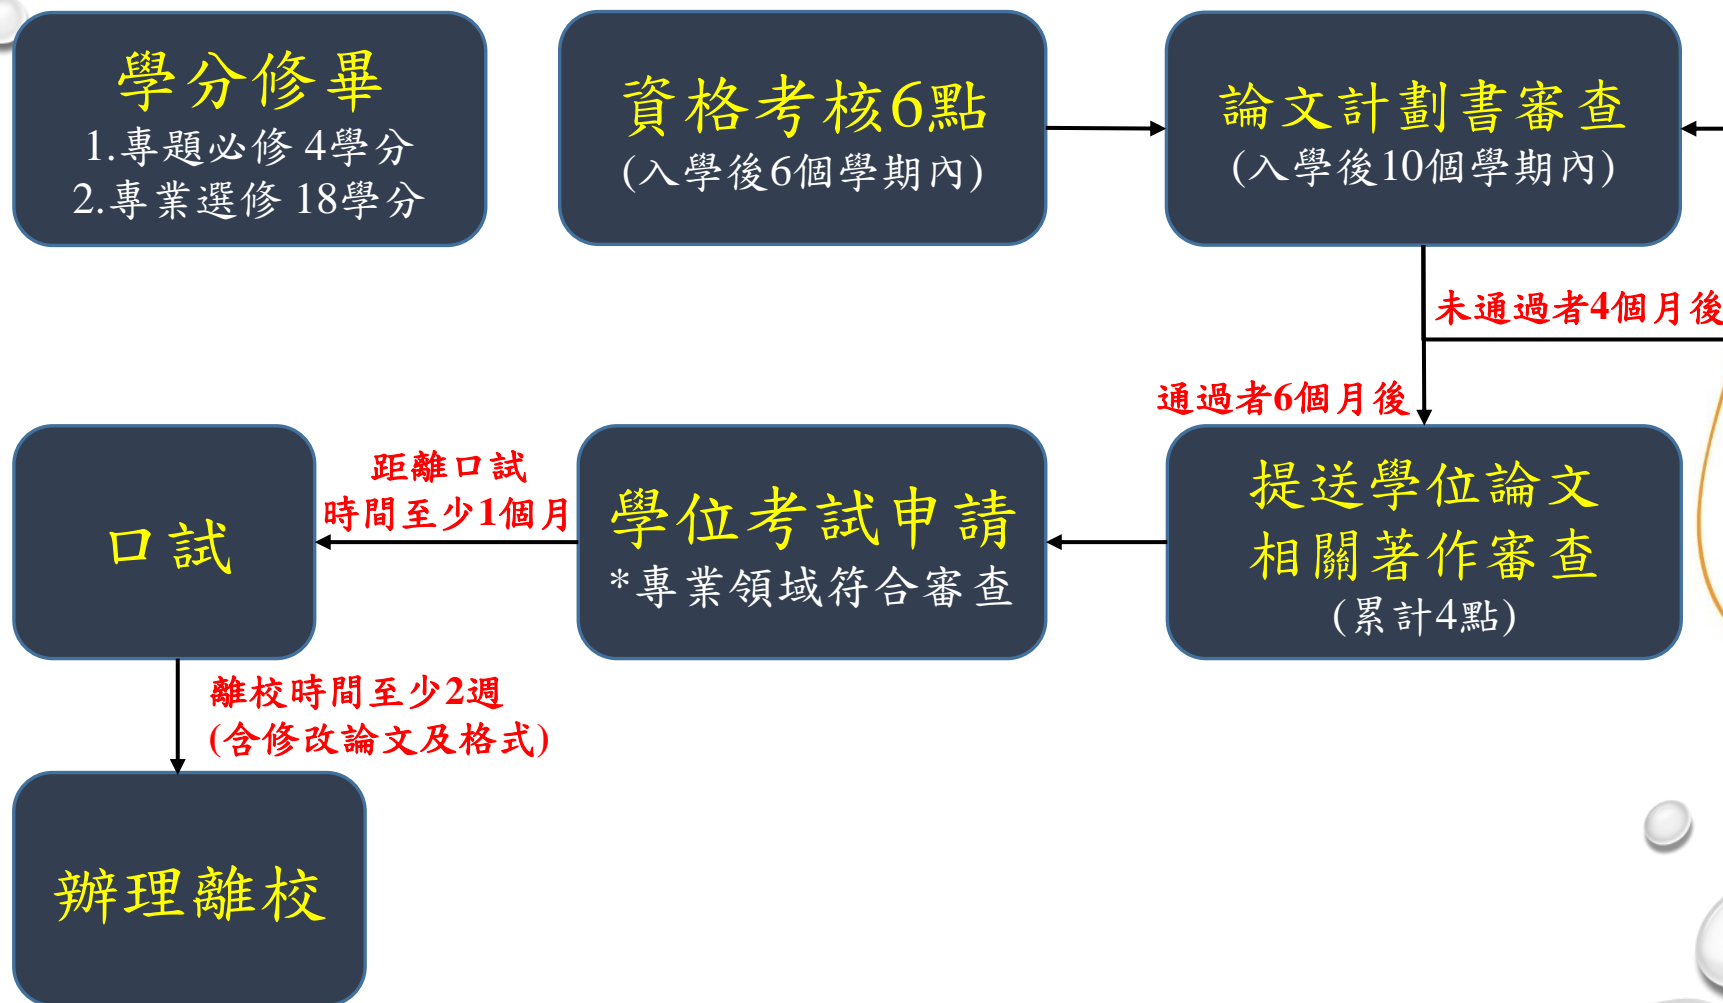 學分修畢
1.專題必修 4學分
2.專業選修 18學分
資格考核6點
(入學後6個學期內)
論文計劃書審查
(入學後10個學期內)
未通過者4個月後
通過者6個月後
提送學位論文
相關著作審查
(累計4點)
學位考試申請
*專業領域符合審查
距離口試
時間至少1個月
口試
離校時間至少2週
(含修改論文及格式)
辦理離校